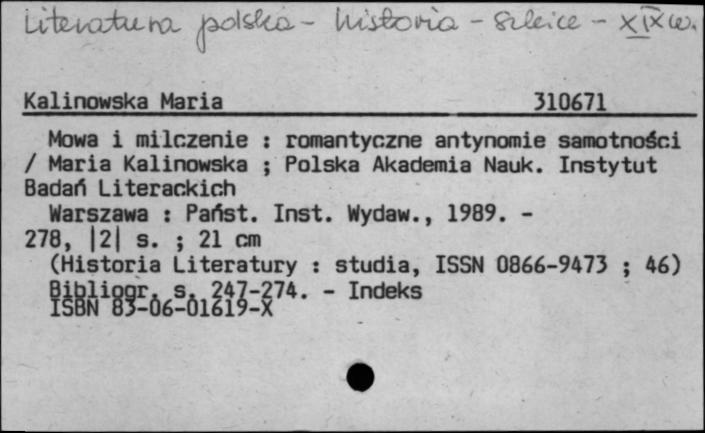 Literatura polska - historia - szkice - XIX w.
Kalinowska Maria 310671
Mowa i milczenie : romantyczne antynomie samotności
/ Maria Kalinowska ; Polska Akademia Nauk. Instytut
Badań Literackich
Warszawa : Państ. Inst. Wydaw., 1989. -
278, |2| s. ; 21 cm
(Historia Literatury : studia, ISSN 0866-9473 ; 46)
Bibliogr. s. 247-274. - Indeks
ISBN 83-06-01619-X